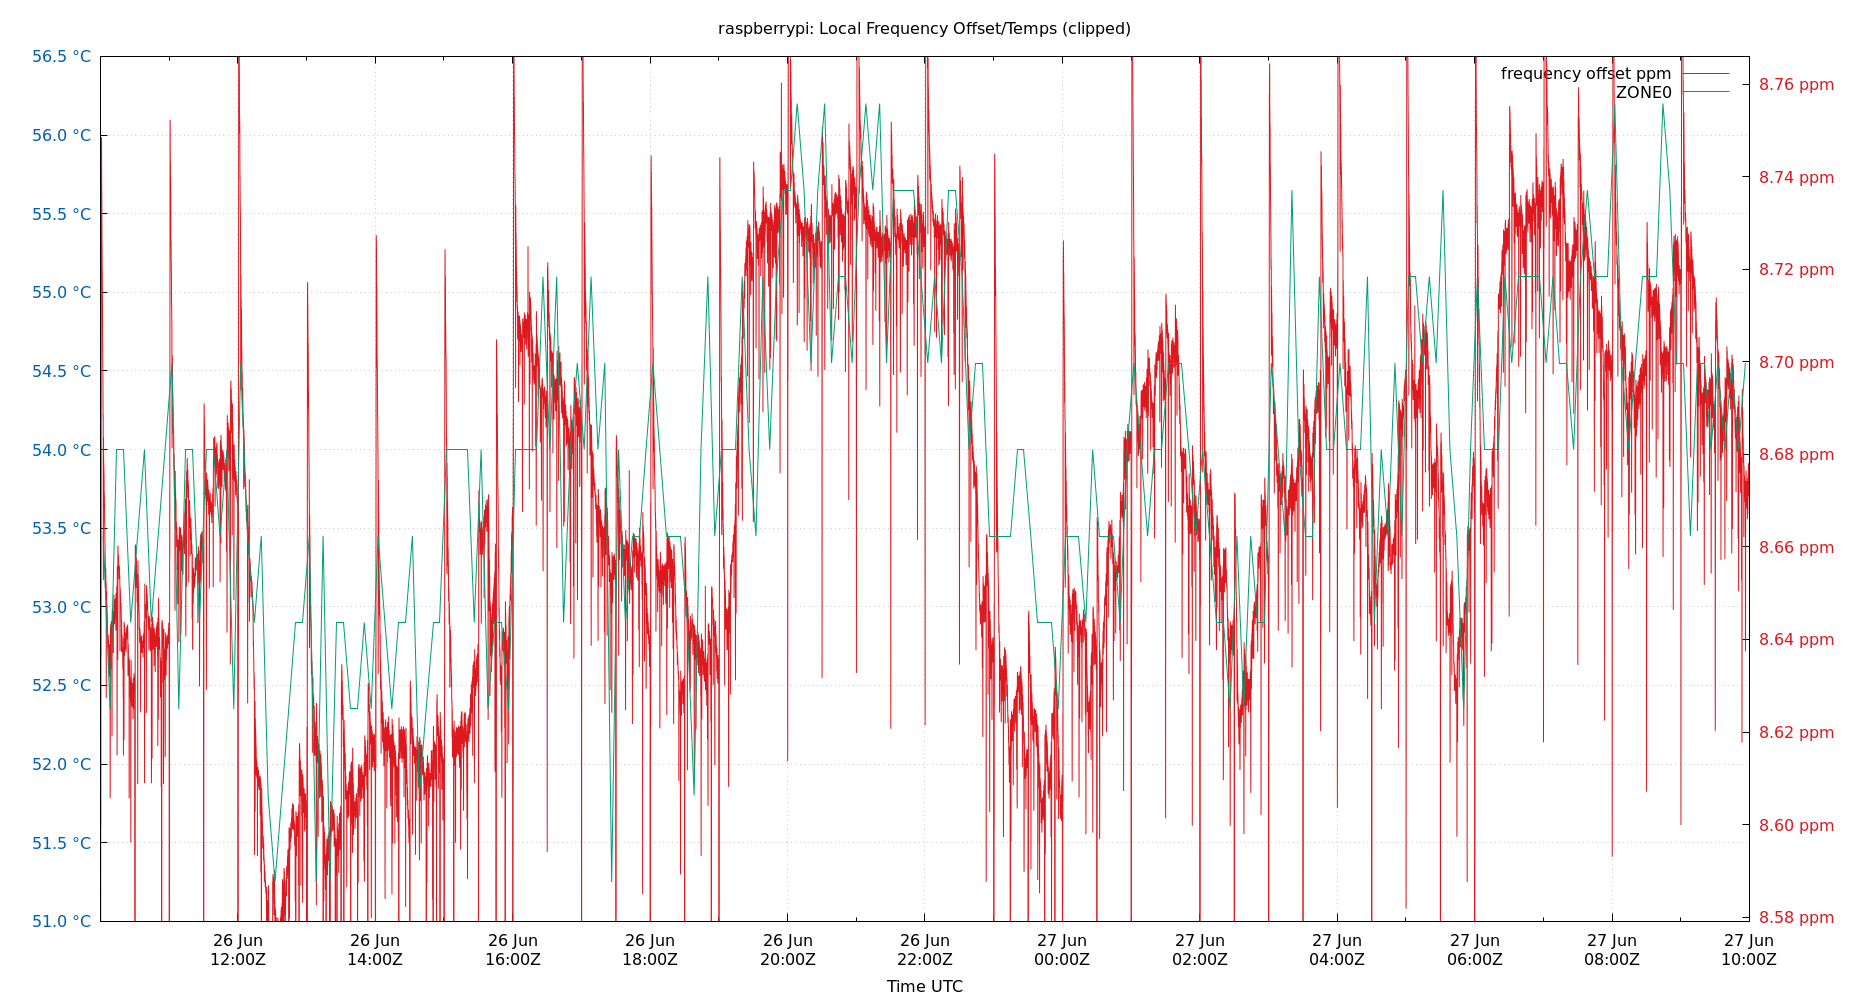 raspberrypi: Local Frequency Offset/Temps (clipped)
56.5 °C
56.0 °C
55.5 °C
55.0 °C
54.5 °C
54.0 °C
53.5 °C
53.0 °C
52.5 °C
52.0 °C
51.5 °C
51.0 °C
frequency offset ppm
ZONE0
8.76 ppm
8.74 ppm
8.72 ppm
8.70 ppm
8.68 ppm
8.66 ppm
8.64 ppm
8.62 ppm
8.60 ppm
8.58 ppm
26 Jun 26 Jun 26 Jun 26 Jun 26 Jun 26 Jun 27 Jun 27 Jun 27 Jun 27 Jun 27 Jun 27 Jun
12:00Z 14:00Z 16:00Z 18:00Z 20:00Z 22:00Z 00:00Z 02:00Z 04:00Z 06:00Z 08:00Z 10:00Z
Time UTC